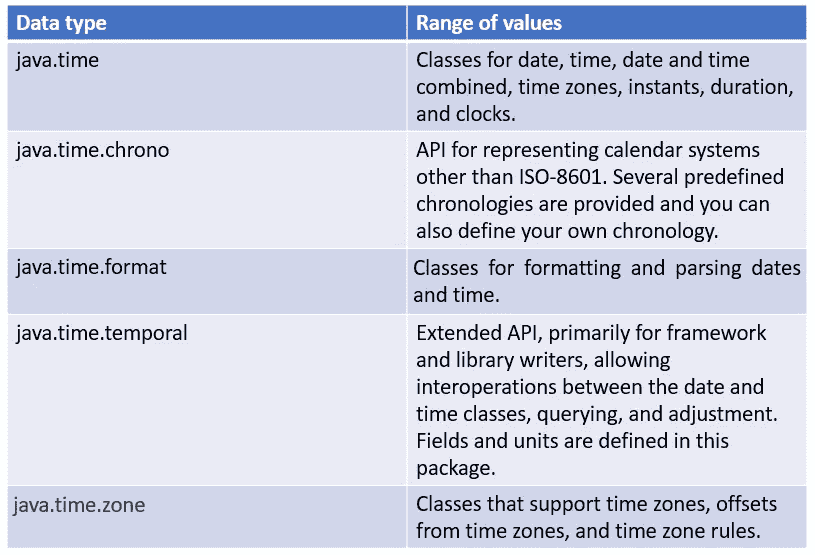 Data type
Range of values
java.time
Classes for date, time, date and time
combined, time zones, instants, duration,
and clocks.
java.time.chrono
API for representing calendar systems
other than ISO-8601. Several predefined
chronologies are provided and you can
also define your own chronology.
java.time.format
Classes for formatting and parsing dates
and time.
java.time.temporal
Extended API, primarily for framework
and library writers, allowing
interoperations between the date and
time classes, querying, and adjustment.
Fields and units are defined in this
package.
java.time.zone
Classes that support time zones, offsets
from time zones, and time zone rules.